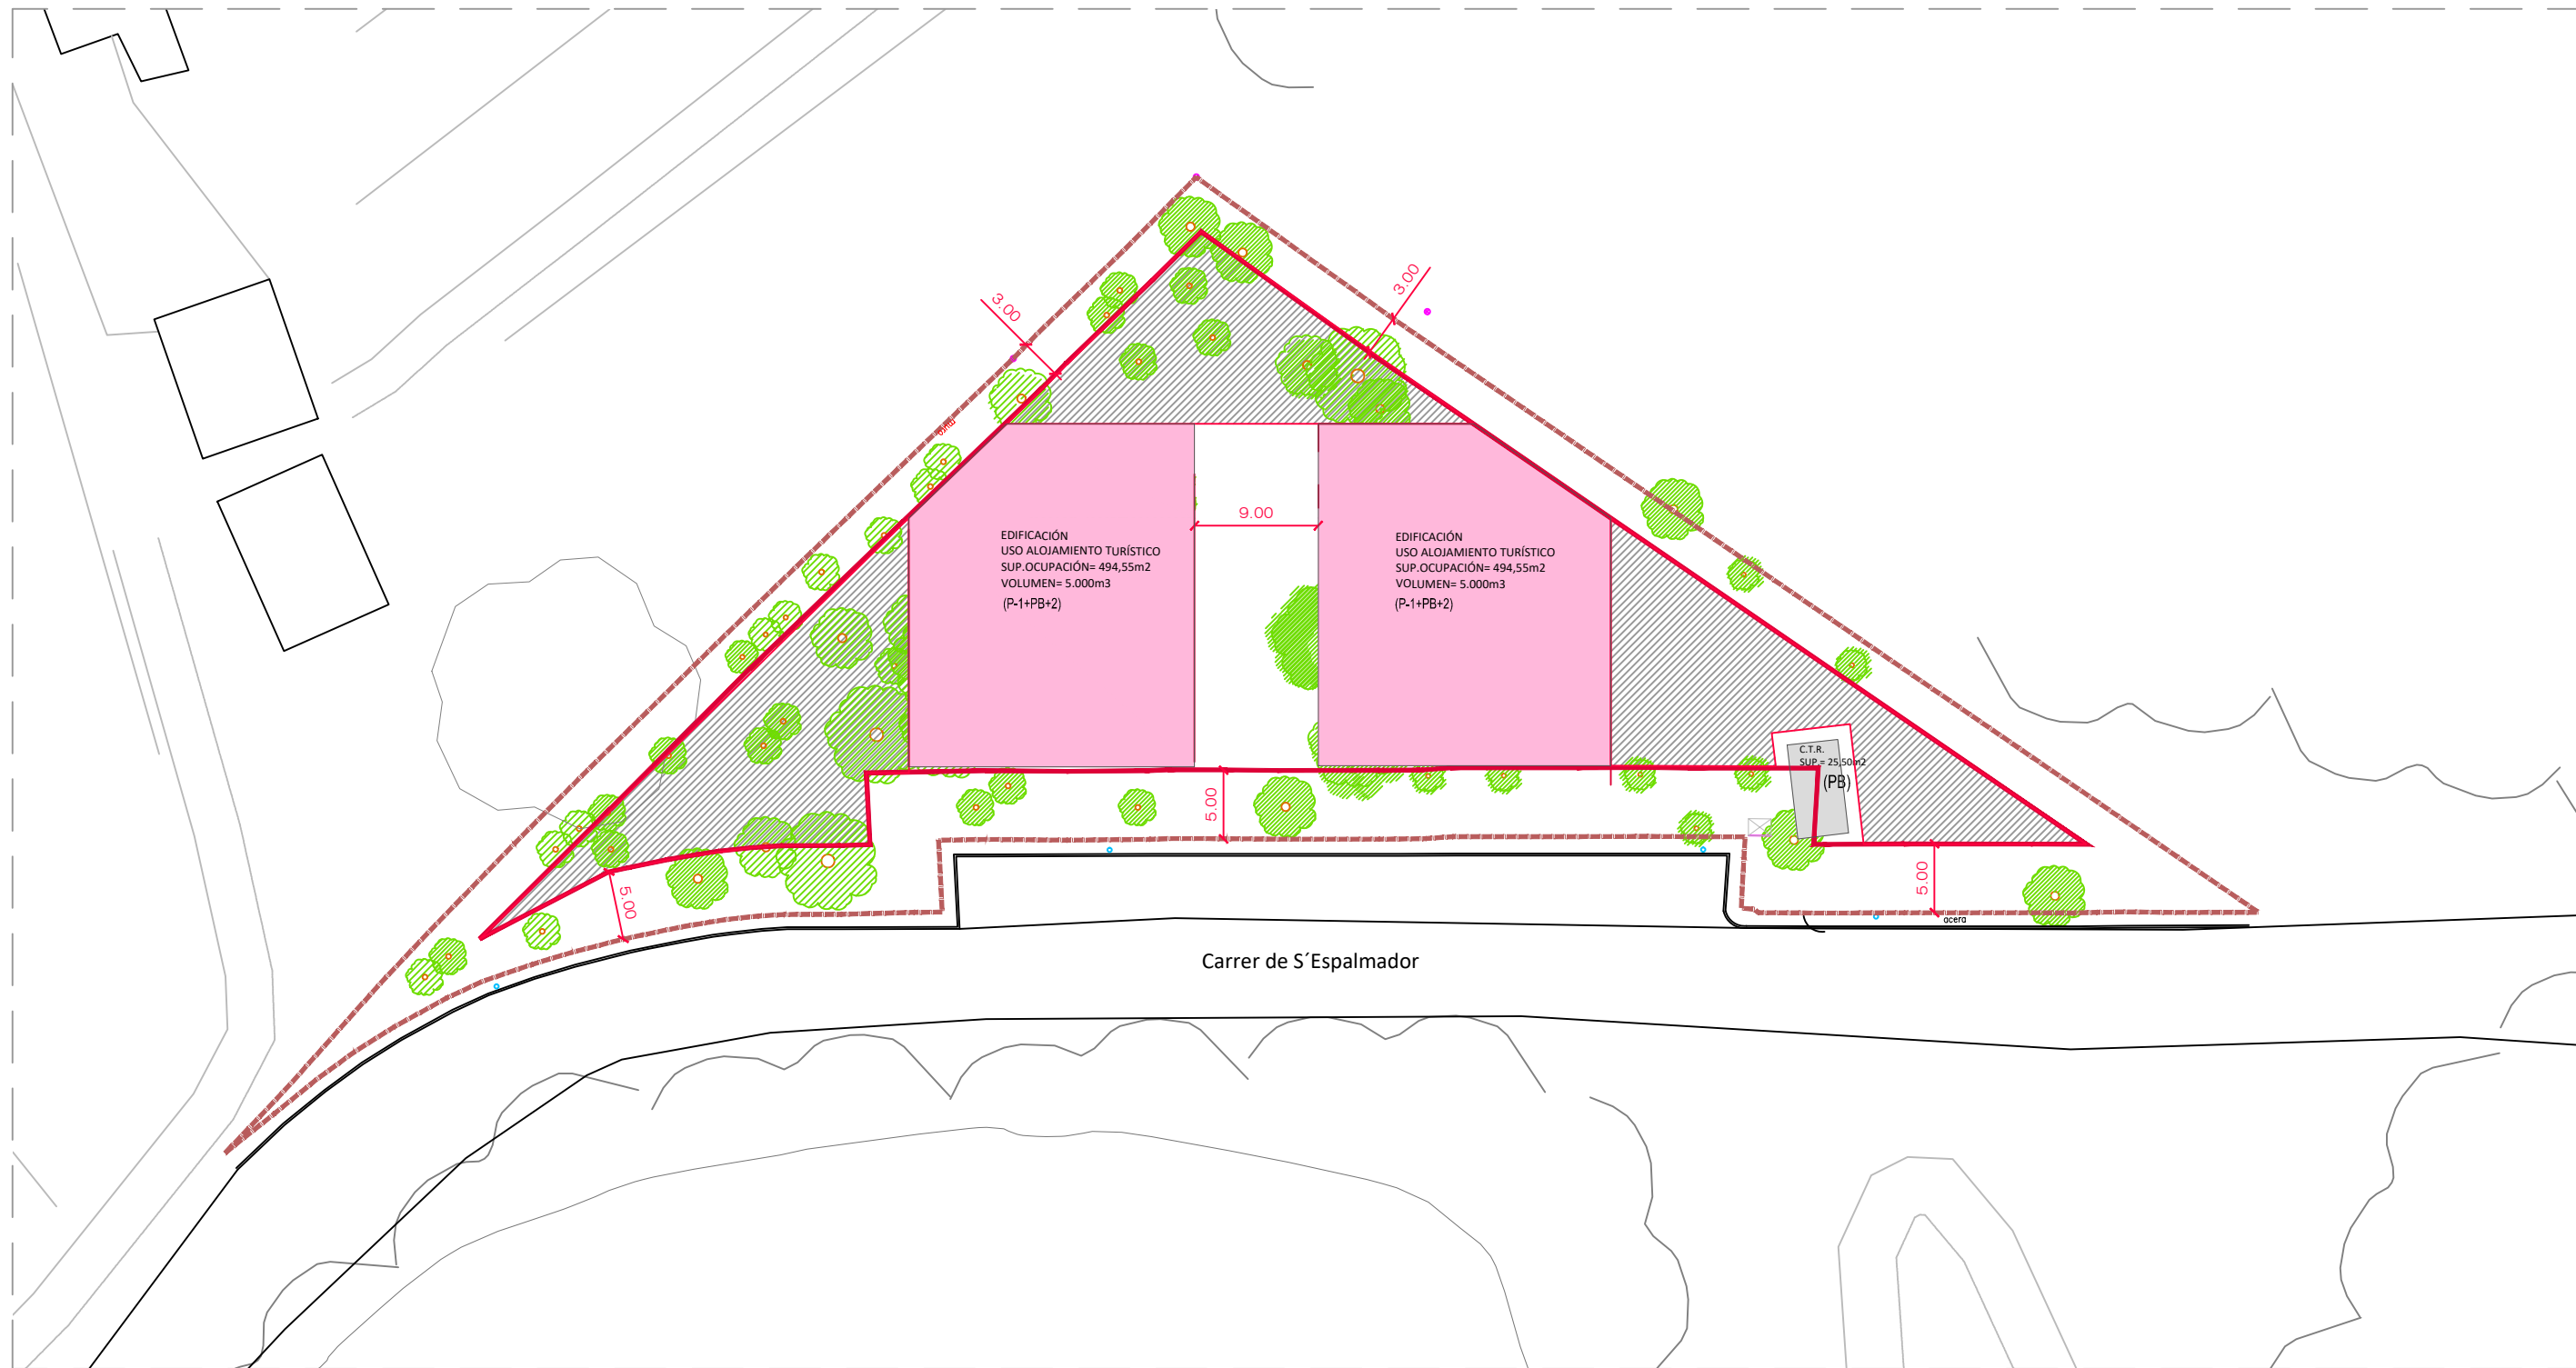 3.00
3.00
muro
9.00
EDIFICACIÓN
USO ALOJAMIENTO TURÍSTICO
SUP.OCUPACIÓN= 494,55m2
VOLUMEN= 5.000m3
(P-1+PB+2)
EDIFICACIÓN
USO ALOJAMIENTO TURÍSTICO
SUP.OCUPACIÓN= 494,55m2
VOLUMEN= 5.000m3
(P-1+PB+2)
C.T.R.
SUP.= 25,50m2
(PB)
5.00
5.00
5.00
acera
Carrer de S´Espalmador